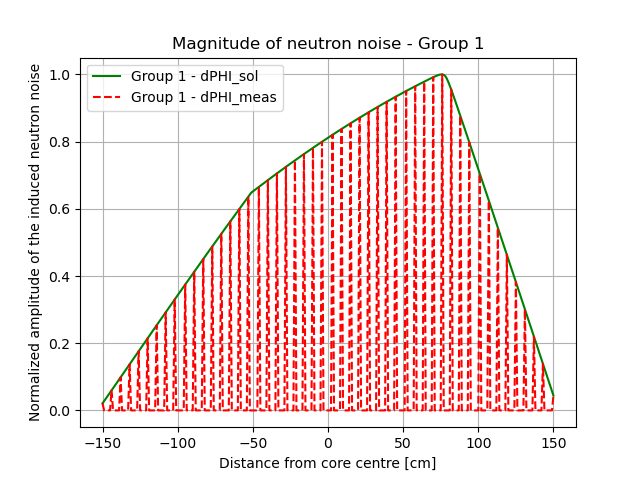 Magnitude of neutron noise - Group 1
Normalized amplitude of the induced neutron noise
1.0
0.8
0.6
0.4
0.2
0.0
Group 1 - dPHI_sol
Group 1 - dPHI_meas
−150 −100 −50 0 50 100 150
Distance from core centre [cm]